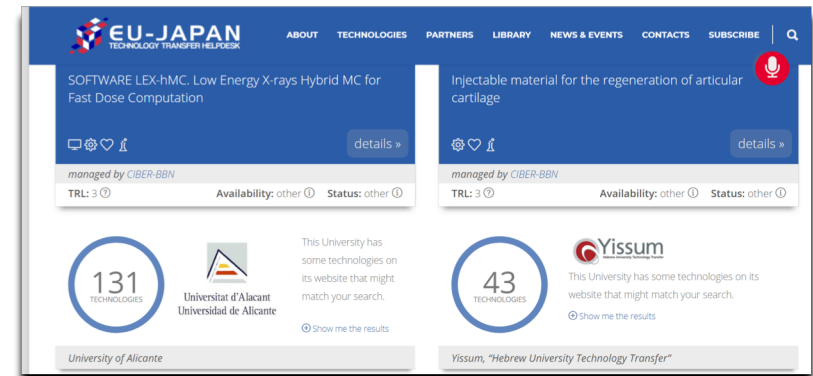 EU-JAPAN
TECHNOLOGY TRANSFER HELPDESK
ABOUT TECHNOLOGIES PARTNERS LIBRARY NEWS & EVENTS CONTACTS SUBSCRIBE
SOFTWARE LEX-hMC. Low Energy X-rays Hybrid MC for
Fast Dose Computation
details »
managed by CIBER-BBN
TRL: 3 Availability: other Status: other
Injectable material for the regeneration of articular
cartilage
details »
managed by CIBER-BBN
TRL: 3 Availability: other Status: other
131
TECHNOLOGIES
Universitat d'Alacant
Universidad de Alicante
This University has
some technologies on
its website that might
match your search.
Show me the results
University of Alicante
43
TECHNOLOGIES
Yissum
Hebrew University Technology Transfer
This University has some technologies on its
website that might match your search.
Show me the results
Yissum, "Hebrew University Technology Transfer"